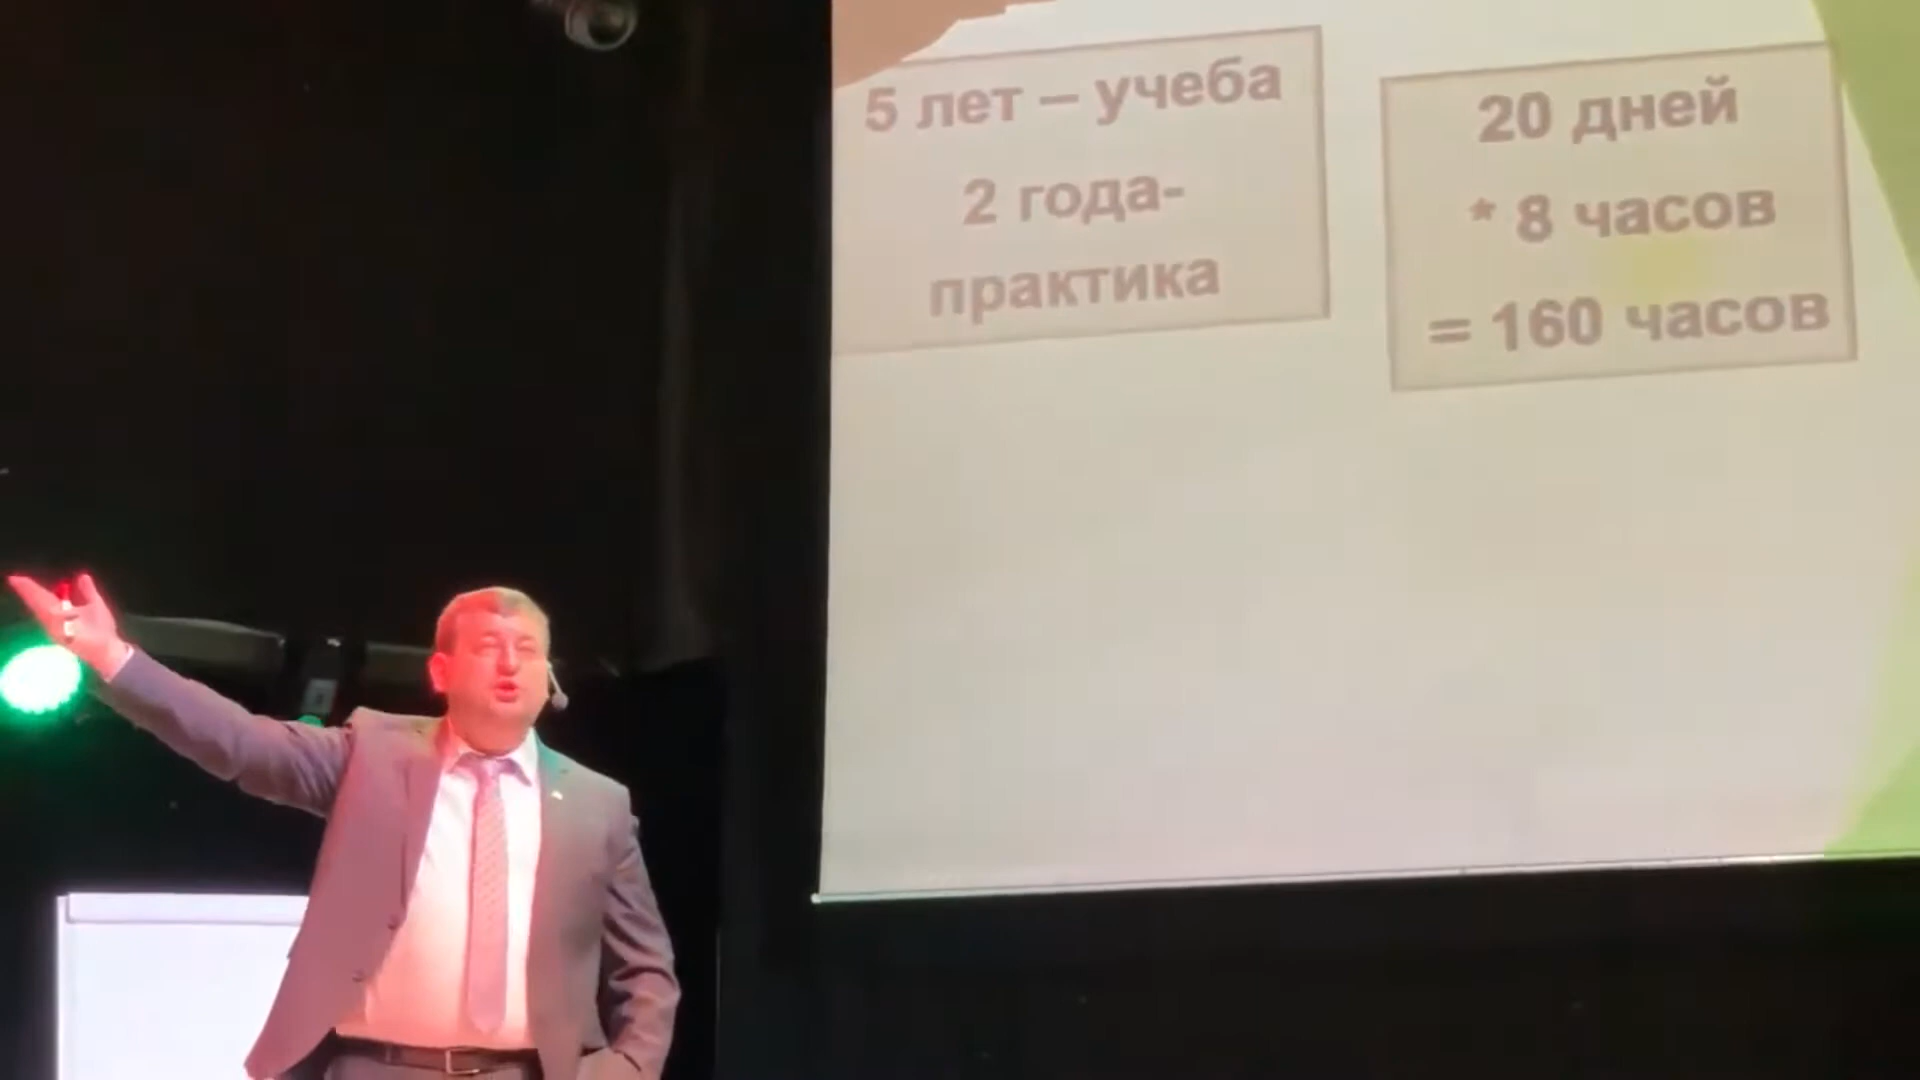 5 лет – учеба
2 года-
практика
20 дней
* 8 часов
= 160 часов